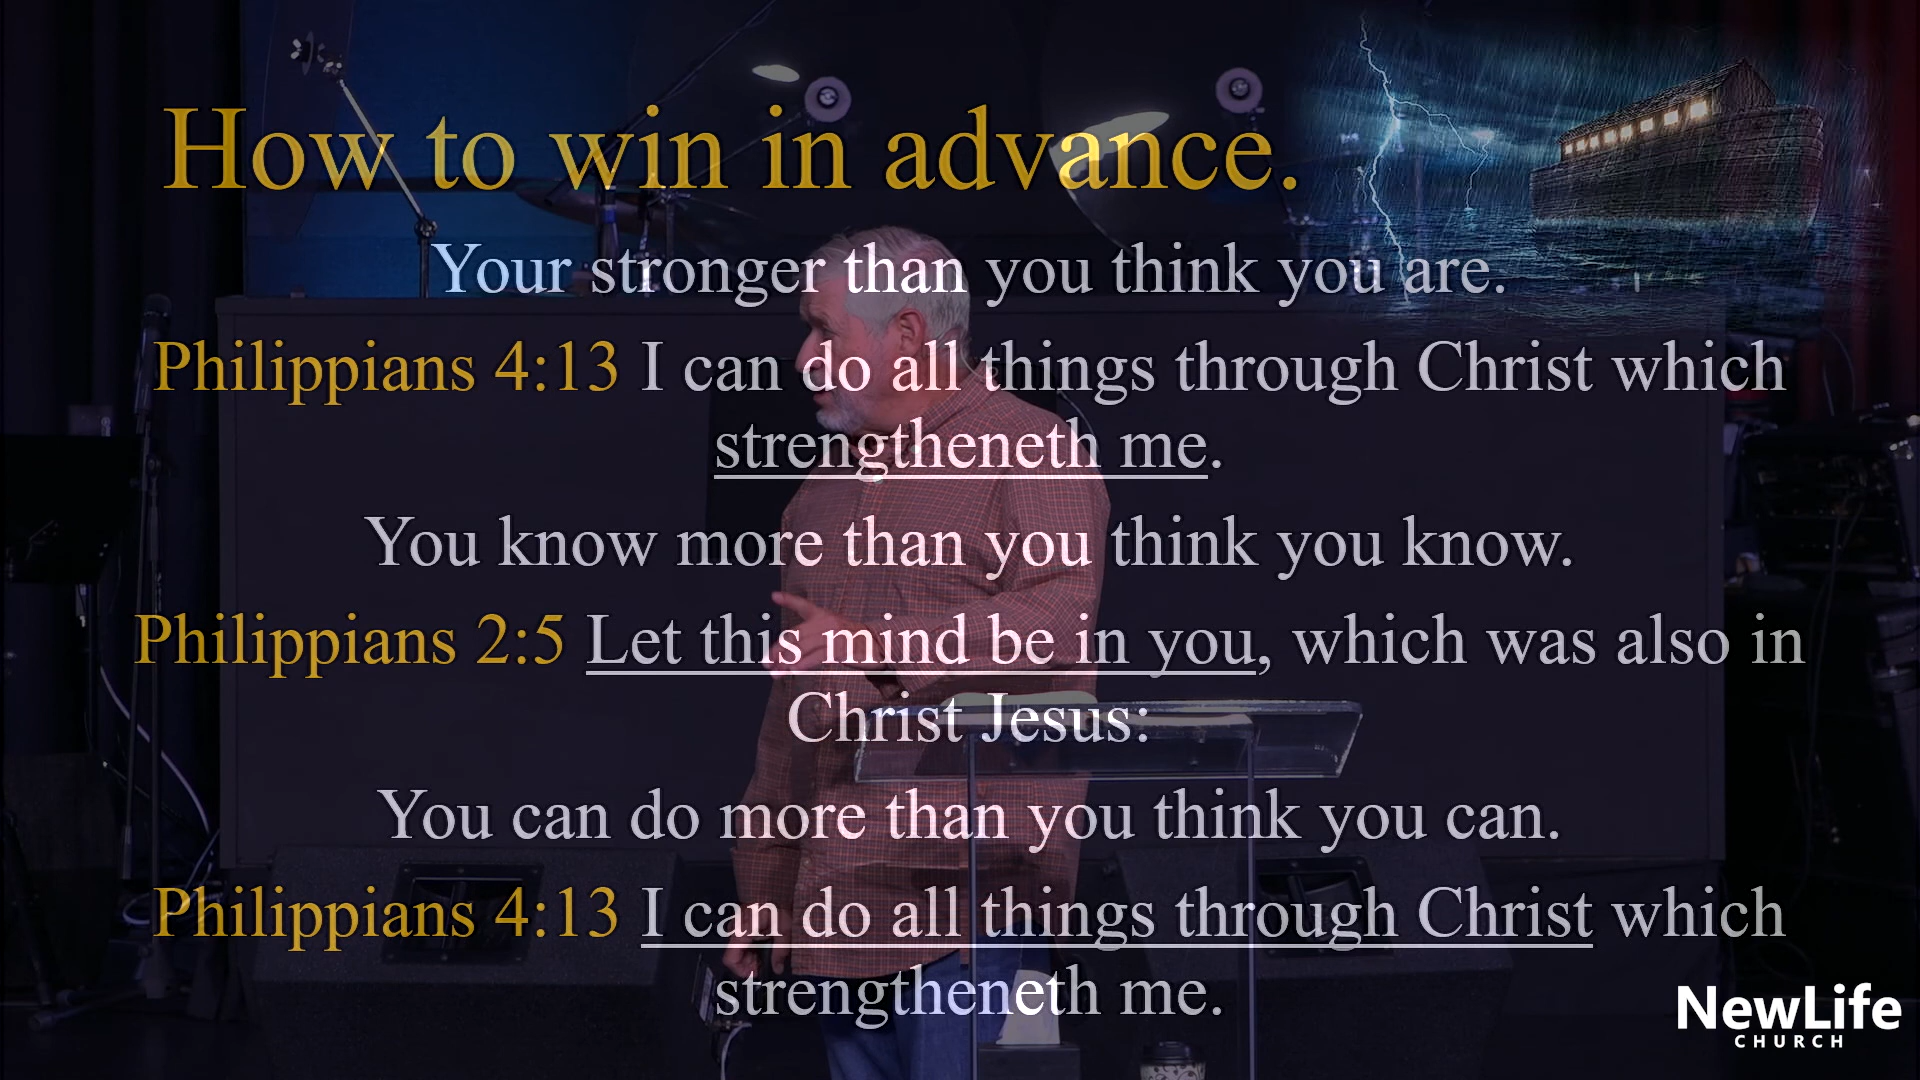 How to win in advance.
Your stronger than you think you are.
Philippians 4:13 I can do all things through Christ which
strengtheneth me.
You know more than you think you know.
Philippians 2:5 Let this mind be in you, which was also in
Christ Jesus:
You can do more than you think you can.
Philippians 4:13 I can do all things through Christ which
strengtheneth me.
NewLife
CHURCH